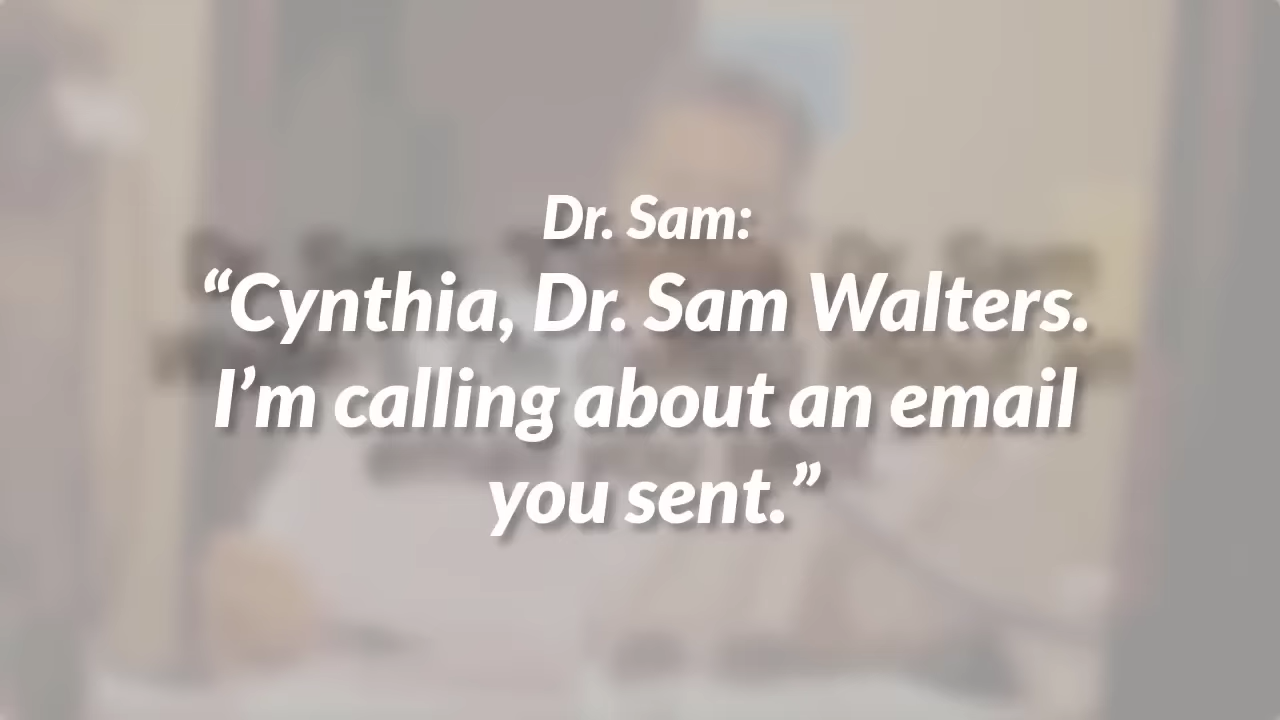 Dr. Sam:
“Cynthia, Dr. Sam Walters.
I’m calling about an email
you sent.”